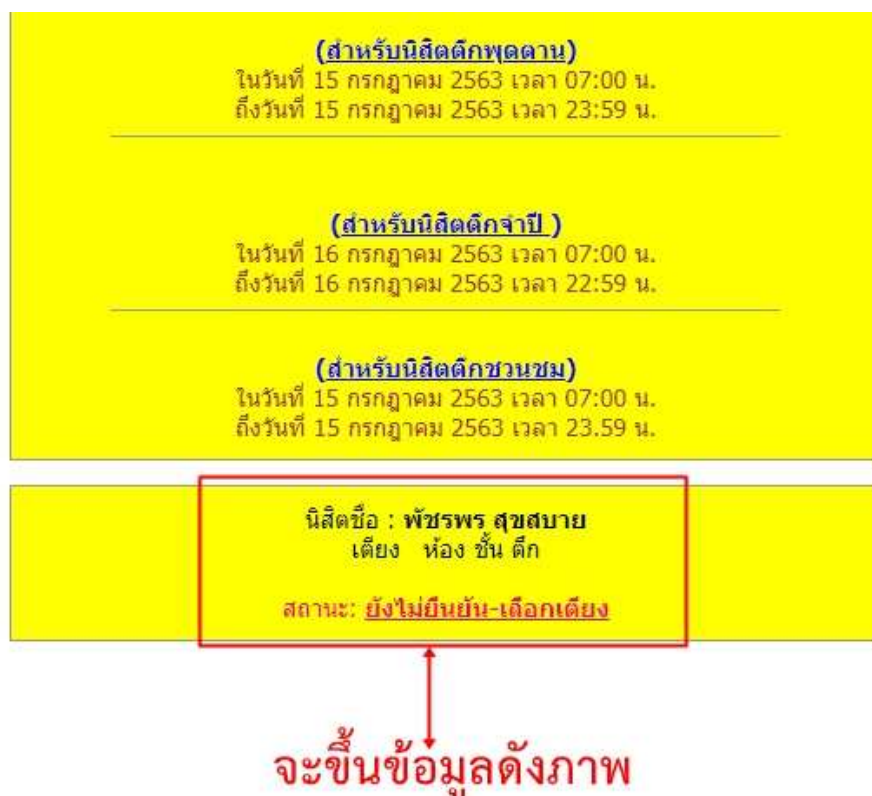 (สำหรับนิสิตตึกพุดตาน)
ในวันที่ 15 กรกฎาคม 2563 เวลา 07:00 น.
ถึงวันที่ 15 กรกฎาคม 2563 เวลา 23:59 น.
(สำหรับนิสิตตึกจำปี )
ในวันที่ 16 กรกฎาคม 2563 เวลา 07:00 น.
ถึงวันที่ 16 กรกฎาคม 2563 เวลา 22:59 น.
(สำหรับนิสิตตึกชวนชม)
ในวันที่ 15 กรกฎาคม 2563 เวลา 07:00 น.
ถึงวันที่ 15 กรกฎาคม 2563 เวลา 23.59 น.
นิสิตชื่อ : พัชรพร สุขสบาย
เตียง ห้อง ชั้น ตึก
สถานะ: ยังไม่ยืนยัน-เลือกเตียง
จะขึ้นข้อมูลดังภาพ